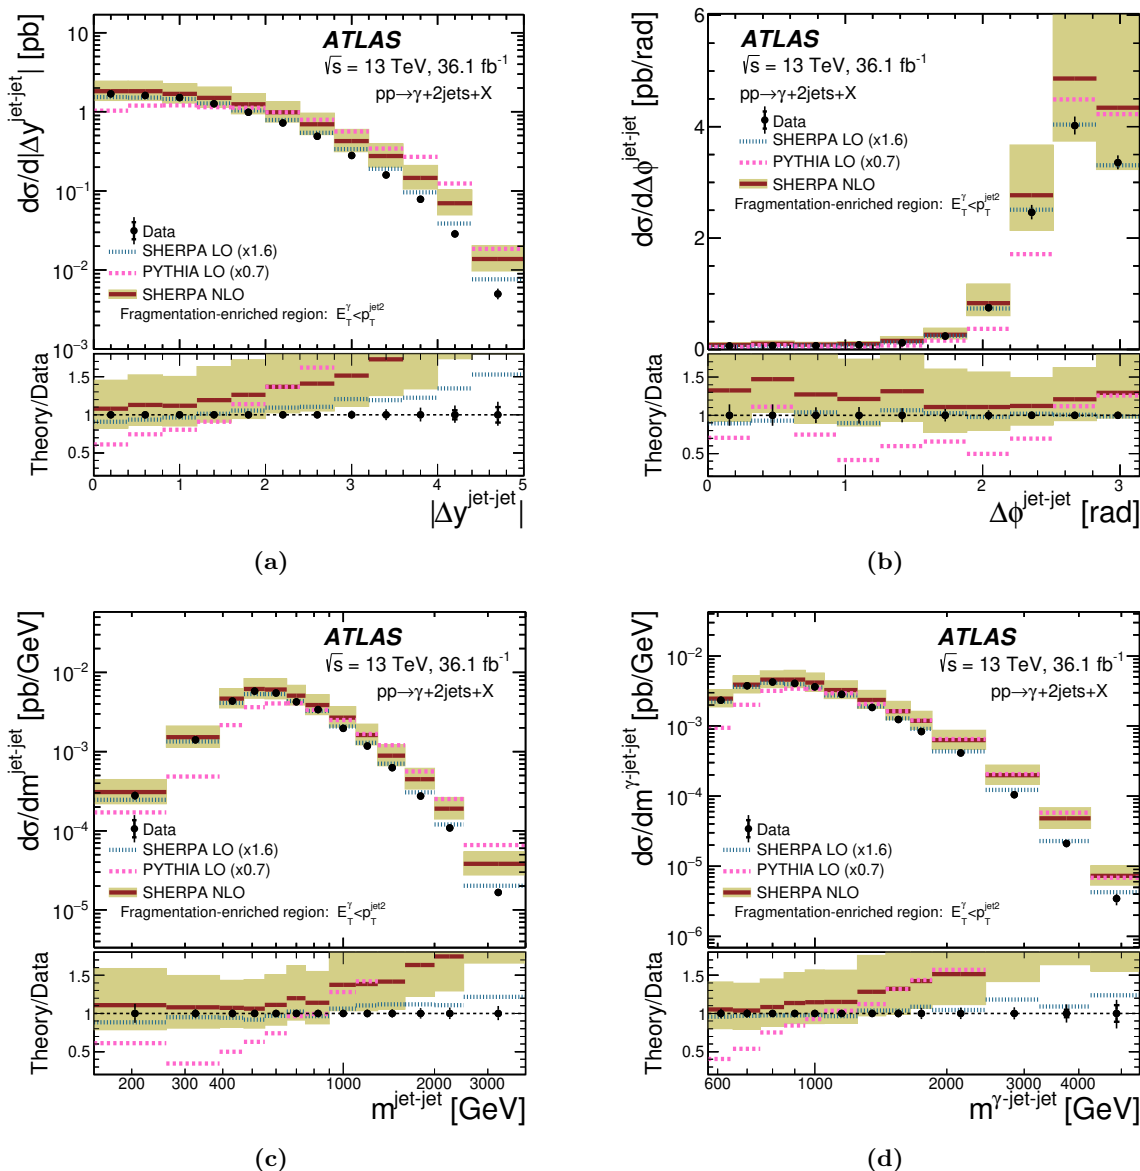 dσ/d|Δy^jet-jet| [pb]
10
1
10⁻¹
10⁻²
10⁻³
ATLAS
√s = 13 TeV, 36.1 fb⁻¹
pp→γ+2jets+X
Data
SHERPA LO (x1.6)
PYTHIA LO (x0.7)
SHERPA NLO
Fragmentation-enriched region: E_T^γ<p_T^jet2
Theory/Data
1.5
1
0.5
0 1 2 3 4 5
|Δy^jet-jet|
(a)
dσ/dΔφ^jet-jet [pb/rad]
6
4
2
0
ATLAS
√s = 13 TeV, 36.1 fb⁻¹
pp→γ+2jets+X
Data
SHERPA LO (x1.6)
PYTHIA LO (x0.7)
SHERPA NLO
Fragmentation-enriched region: E_T^γ<p_T^jet2
Theory/Data
1.5
1
0.5
0 1 2 3
Δφ^jet-jet [rad]
(b)
dσ/dm^jet-jet [pb/GeV]
10⁻²
10⁻³
10⁻⁴
10⁻⁵
ATLAS
√s = 13 TeV, 36.1 fb⁻¹
pp→γ+2jets+X
Data
SHERPA LO (x1.6)
PYTHIA LO (x0.7)
SHERPA NLO
Fragmentation-enriched region: E_T^γ<p_T^jet2
Theory/Data
1.5
1
0.5
200 300 400 1000 2000 3000
m^jet-jet [GeV]
(c)
dσ/dm^γ-jet-jet [pb/GeV]
10⁻²
10⁻³
10⁻⁴
10⁻⁵
10⁻⁶
ATLAS
√s = 13 TeV, 36.1 fb⁻¹
pp→γ+2jets+X
Data
SHERPA LO (x1.6)
PYTHIA LO (x0.7)
SHERPA NLO
Fragmentation-enriched region: E_T^γ<p_T^jet2
Theory/Data
1.5
1
0.5
600 1000 2000 3000 4000
m^γ-jet-jet [GeV]
(d)